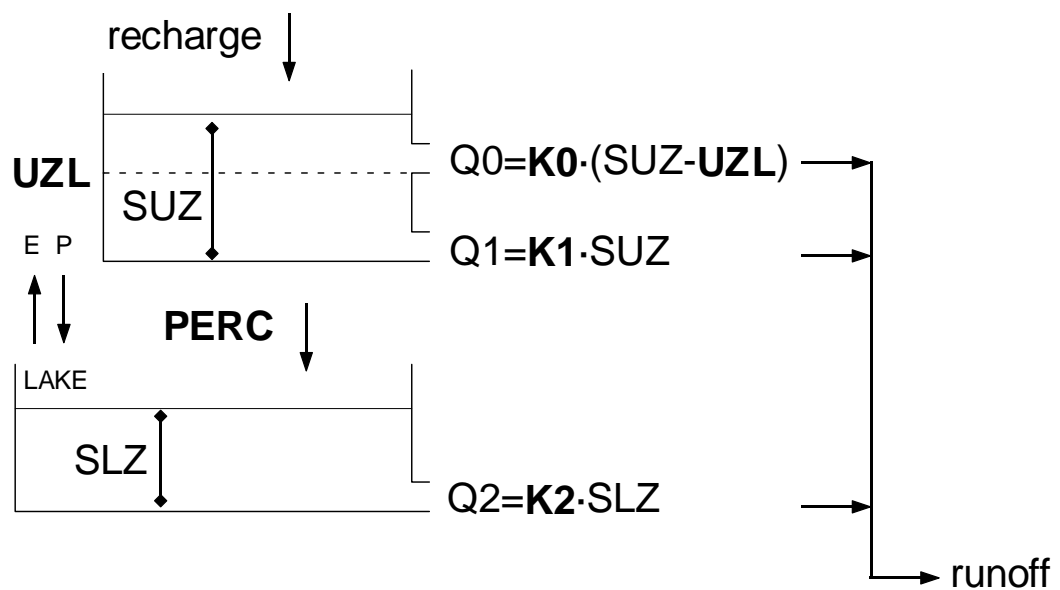 recharge
UZL
Q0=K0·(SUZ-UZL)
SUZ
E P
Q1=K1·SUZ
PERC
LAKE
SLZ
Q2=K2·SLZ
runoff